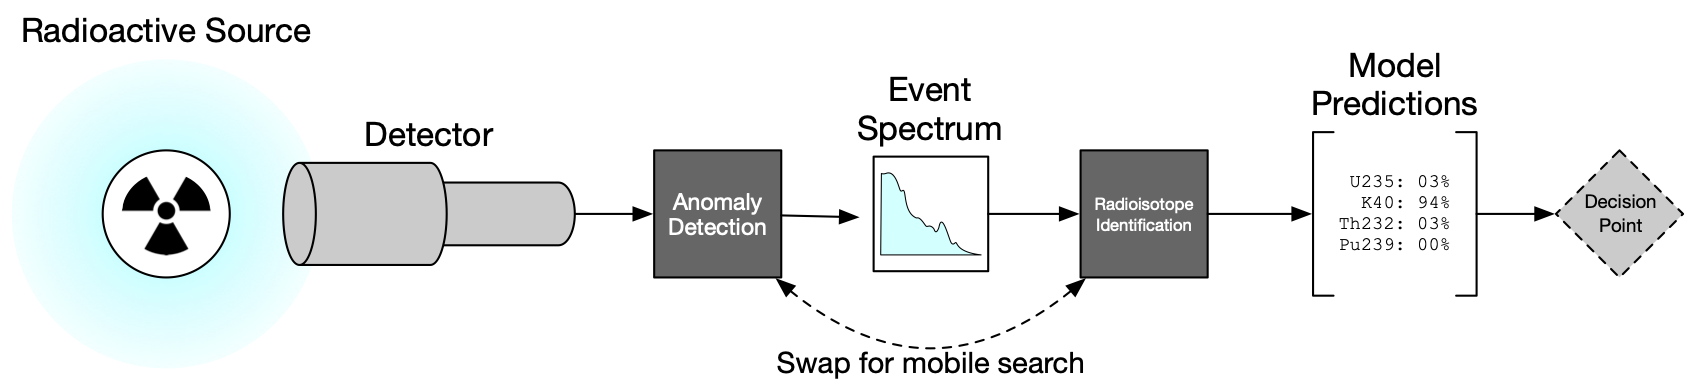 Radioactive Source
Detector
Anomaly
Detection
Event
Spectrum
Radioisotope
Identification
Model
Predictions
U235: 03%
K40: 94%
Th232: 03%
Pu239: 00%
Decision
Point
Swap for mobile search